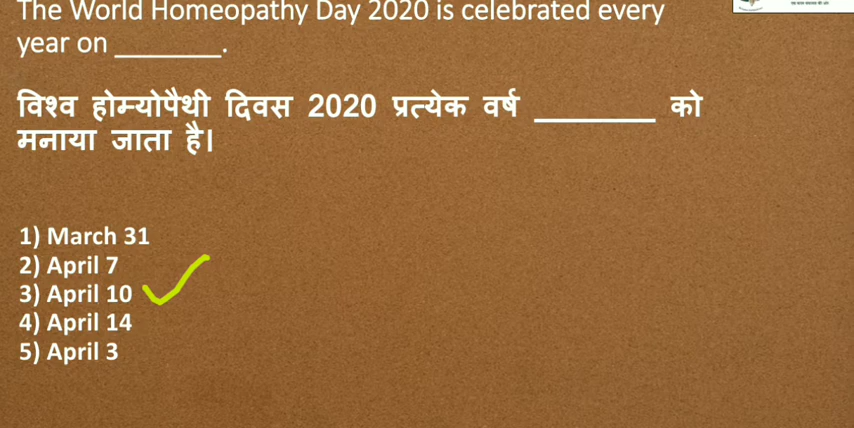 The World Homeopathy Day 2020 is celebrated every
year on ________.
विश्व होम्योपैथी दिवस 2020 प्रत्येक वर्ष ________ को
मनाया जाता है।
1) March 31
2) April 7
3) April 10
4) April 14
5) April 3